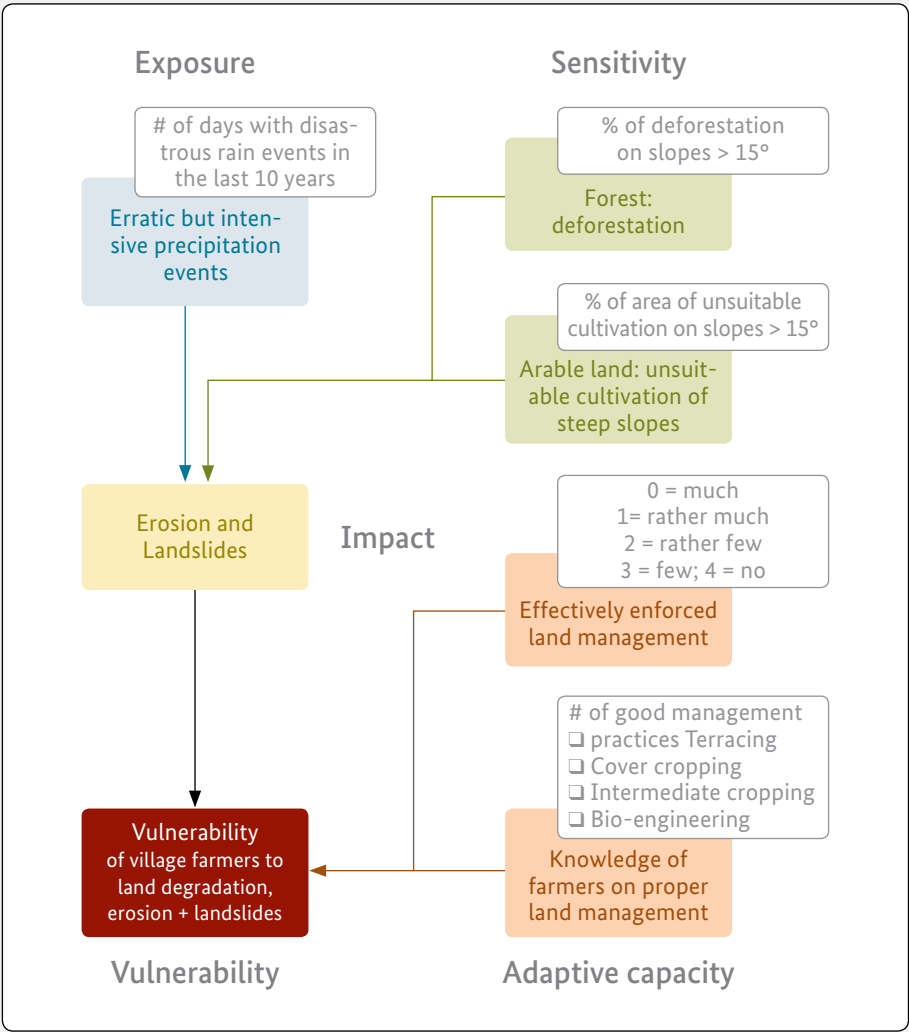 Exposure
Sensitivity
# of days with disas-
trous rain events in
the last 10 years
Erratic but inten-
sive precipitation
events
% of deforestation
on slopes > 15°
Forest:
deforestation
% of area of unsuitable
cultivation on slopes > 15°
Arable land: unsuit-
able cultivation of
steep slopes
Erosion and
Landslides
Impact
0 = much
1= rather much
2 = rather few
3 = few; 4 = no
Effectively enforced
land management
# of good management
❑ practices Terracing
❑ Cover cropping
❑ Intermediate cropping
❑ Bio-engineering
Knowledge of
farmers on proper
land management
Vulnerability
of village farmers to
land degradation,
erosion + landslides
Vulnerability
Adaptive capacity